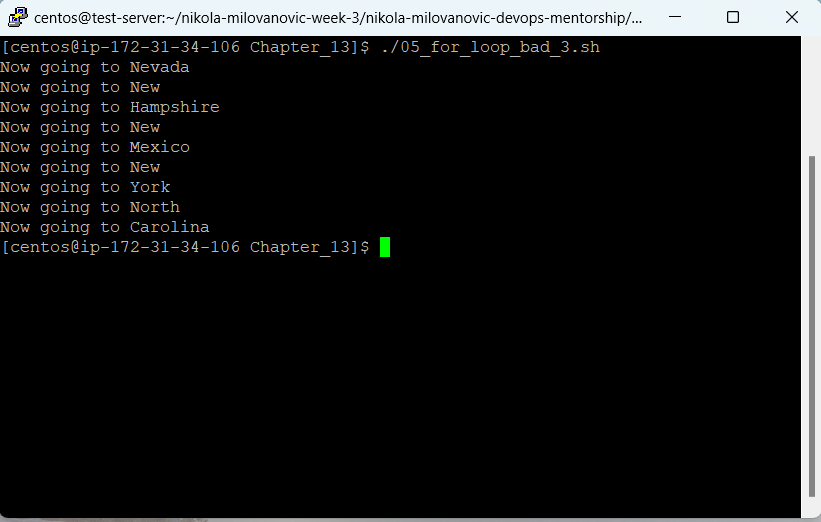 centos@test-server:~/nikola-milovanovic-week-3/nikola-milovanovic-devops-mentorship/...
[centos@ip-172-31-34-106 Chapter_13]$ ./05_for_loop_bad_3.sh
Now going to Nevada
Now going to New
Now going to Hampshire
Now going to New
Now going to Mexico
Now going to New
Now going to York
Now going to North
Now going to Carolina
[centos@ip-172-31-34-106 Chapter_13]$